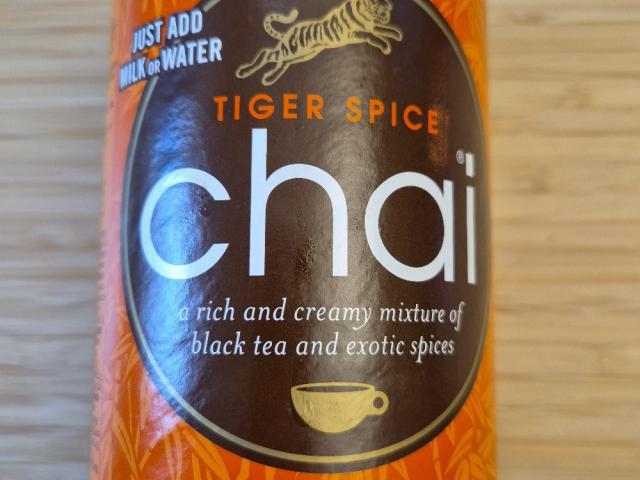 JUST ADD
MILK OR WATER
TIGER SPICE
chai®
a rich and creamy mixture of
black tea and exotic spices